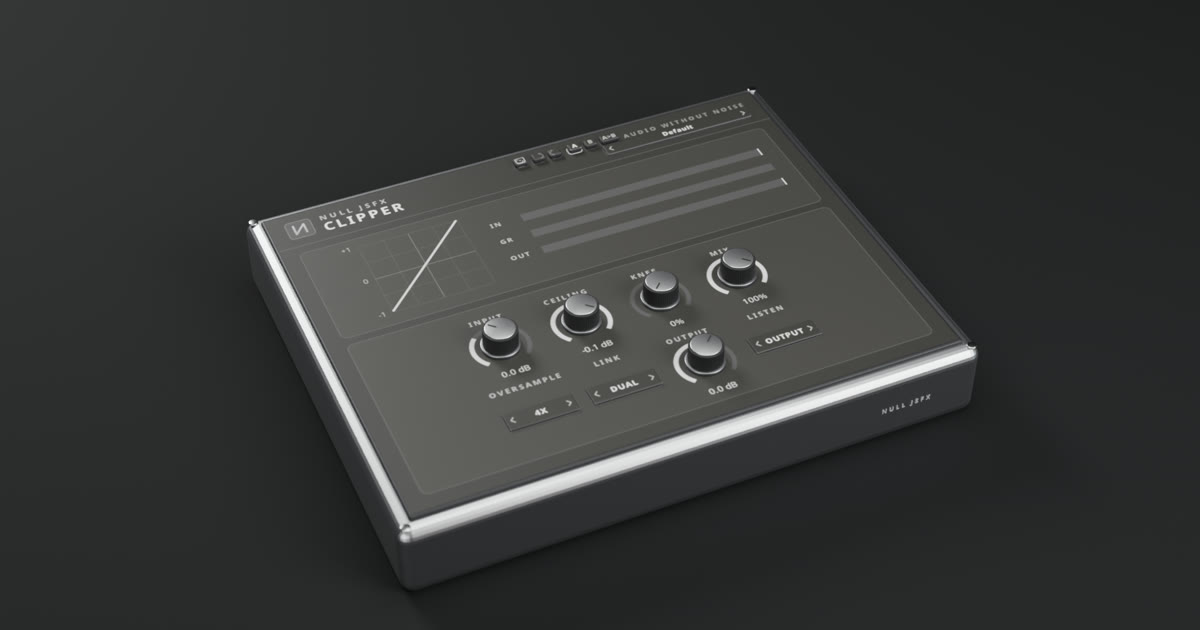 AUDIO WITHOUT NOISE
A B A>B
< Default >
NULL JSFX
CLIPPER
+1
0
-1
IN
GR
OUT
INPUT
0.0 dB
CEILING
-0.1 dB
KNEE
0%
MIX
100%
OVERSAMPLE
< 4X >
LINK
< DUAL >
OUTPUT
0.0 dB
LISTEN
< OUTPUT >
NULL JSFX